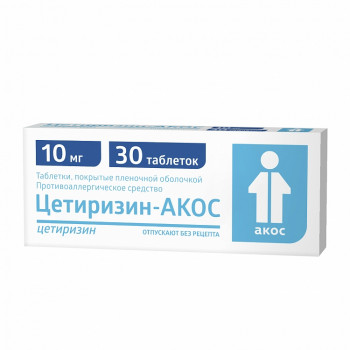 10 мг 30 таблеток
Таблетки, покрытые пленочной оболочкой
Противоаллергическое средство
Цетиризин-АКОС
цетиризин
ОТПУСКАЮТ БЕЗ РЕЦЕПТА
акос